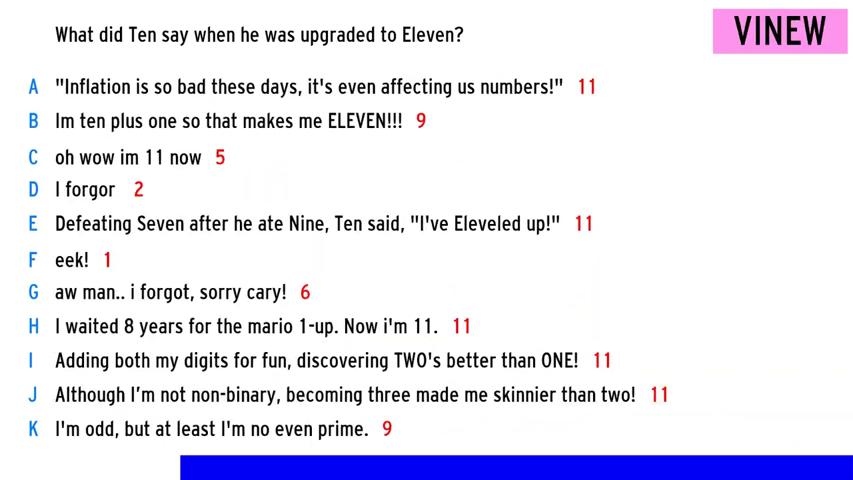 What did Ten say when he was upgraded to Eleven?
VINEW
A "Inflation is so bad these days, it's even affecting us numbers!" 11
B Im ten plus one so that makes me ELEVEN!!! 9
C oh wow im 11 now 5
D I forgor 2
E Defeating Seven after he ate Nine, Ten said, "I've Eleveled up!" 11
F eek! 1
G aw man.. i forgot, sorry cary! 6
H I waited 8 years for the mario 1-up. Now i'm 11. 11
I Adding both my digits for fun, discovering TWO's better than ONE! 11
J Although I’m not non-binary, becoming three made me skinnier than two! 11
K I'm odd, but at least I'm no even prime. 9